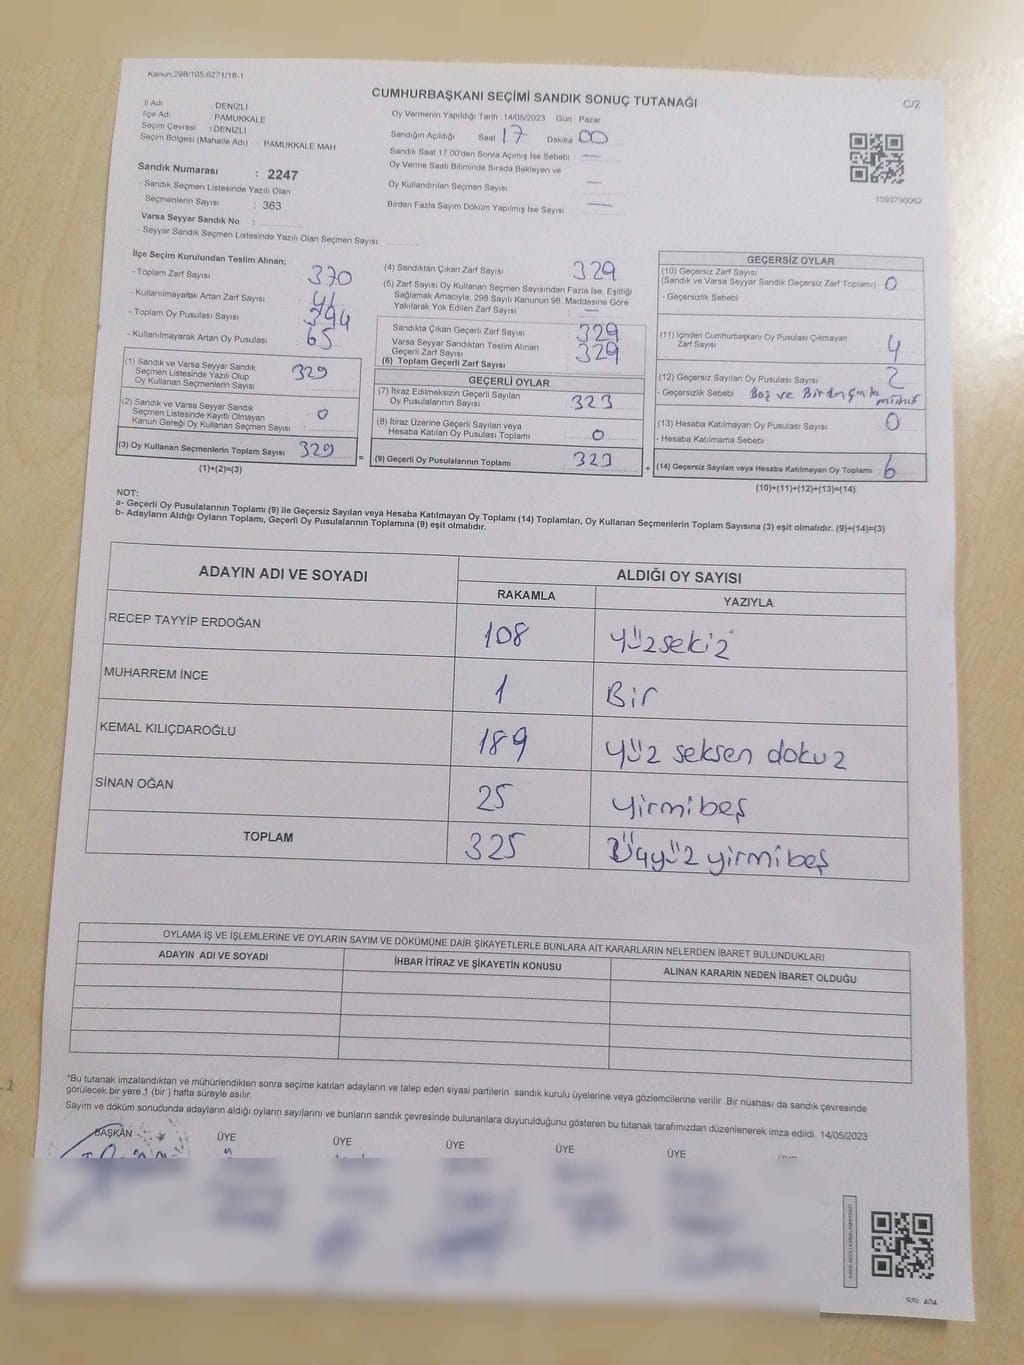 Kanun,298/105,6271/18-1
CUMHURBAŞKANI SEÇİMİ SANDIK SONUÇ TUTANAĞI
C/2
İl Adı : DENİZLİ
İlçe Adı : PAMUKKALE
Seçim Çevresi : DENİZLİ
Seçim Bölgesi (Mahalle Adı) : PAMUKKALE MAH
Oy Vermenin Yapıldığı Tarih 14/05/2023 Gün : Pazar
Sandığın Açıldığı Saat 17 Dakika 00
Sandık Saat 17:00'den Sonra Açımış İse Sebebi —
Oy Verme Saati Bitiminde Sırada Bekleyen ve
Oy Kullandırılan Seçmen Sayısı —
Birden Fazla Sayım Döküm Yapılmış İse Sayısı —
1093790062
Sandık Numarası : 2247
- Sandık Seçmen Listesinde Yazılı Olan
Seçmenlerin Sayısı : 363
Varsa Seyyar Sandık No :
- Seyyar Sandık Seçmen Listesinde Yazılı Olan Seçmen Sayısı:
İlçe Seçim Kurulundan Teslim Alınan;
- Toplam Zarf Sayısı : 370
- Kullanılmayarak Artan Zarf Sayısı : 41
- Toplam Oy Pusulası Sayısı : 394
- Kullanılmayarak Artan Oy Pusulası : 65
(1) Sandık ve Varsa Seyyar Sandık
Seçmen Listesinde Yazılı Olup
Oy Kullanan Seçmenlerin Sayısı : 329
(2) Sandık ve Varsa Seyyar Sandık
Seçmen Listesinde Kayıtlı Olmayan
Kanun Gereği Oy Kullanan Seçmen Sayısı : 0
(3) Oy Kullanan Seçmenlerin Toplam Sayısı : 329
(1)+(2)=(3)
(4) Sandıktan Çıkan Zarf Sayısı : 329
(5) Zarf Sayısı Oy Kullanan Seçmen Sayısından Fazla İse, Eşitliği
Sağlamak Amacıyla, 298 Sayılı Kanunun 98. Maddesine Göre
Yakılarak Yok Edilen Zarf Sayısı : —
Sandıkta Çıkan Geçerli Zarf Sayısı : 329
Varsa Seyyar Sandıktan Teslim Alınan
Geçerli Zarf Sayısı :
(6) Toplam Geçerli Zarf Sayısı : 329
GEÇERLİ OYLAR
(7) İtiraz Edilmeksizin Geçerli Sayılan
Oy Pusulalarının Sayısı : 323
(8) İtiraz Üzerine Geçerli Sayılan veya
Hesaba Katılan Oy Pusulası Toplamı : 0
(9) Geçerli Oy Pusulalarının Toplamı : 323
GEÇERSİZ OYLAR
(10) Geçersiz Zarf Sayısı
(Sandık ve Varsa Seyyar Sandık Geçersiz Zarf Toplamı) : 0
- Geçersizlik Sebebi
(11) İçinden Cumhurbaşkanı Oy Pusulası Çıkmayan
Zarf Sayısı 4
(12) Geçersiz Sayılan Oy Pusulası Sayısı : 2
- Geçersizlik Sebebi Boş ve Birden Çok mühür
(13) Hesaba Katılmayan Oy Pusulası Sayısı : 0
- Hesaba Katılmama Sebebi
(14) Geçersiz Sayılan veya Hesaba Katılmayan Oy Toplamı : 6
(10)+(11)+(12)+(13)=(14)
NOT:
a- Geçerli Oy Pusulalarının Toplamı (9) ile Geçersiz Sayılan veya Hesaba Katılmayan Oy Toplamı (14) Toplamları, Oy Kullanan Seçmenlerin Toplam Sayısına (3) eşit olmalıdır. (9)+(14)=(3)
b- Adayların Aldığı Oyların Toplamı, Geçerli Oy Pusulalarının Toplamına (9) eşit olmalıdır.
ADAYIN ADI VE SOYADI ALDIĞI OY SAYISI
RAKAMLA YAZIYLA
RECEP TAYYİP ERDOĞAN 108 yüzsekiz
MUHARREM İNCE 1 Bir
KEMAL KILIÇDAROĞLU 189 yüz seksen dokuz
SİNAN OĞAN 25 yirmibeş
TOPLAM 325 Üçyüz yirmibeş
OYLAMA İŞ VE İŞLEMLERİNE VE OYLARIN SAYIM VE DÖKÜMÜNE DAİR ŞİKAYETLERLE BUNLARA AİT KARARLARIN NELERDEN İBARET BULUNDUKLARI
ADAYIN ADI VE SOYADI İHBAR İTİRAZ VE ŞİKAYETİN KONUSU ALINAN KARARIN NEDEN İBARET OLDUĞU
*Bu tutanak imzalandıktan ve mühürlendikten sonra seçime katılan adayların ve talep eden siyasi partilerin sandık kurulu üyelerine veya gözlemcilerine verilir .Bir nüshası da sandık çevresinde
görülecek bir yere 1 (bir ) hafta süreyle asılır.
Sayım ve döküm sonucunda adayların aldığı oyların sayılarını ve bunların sandık çevresinde bulunanlara duyurulduğunu gösteren bu tutanak tarafımızdan düzenlenerek imza edildi. 14/05/2023
BAŞKAN ÜYE ÜYE ÜYE ÜYE ÜYE